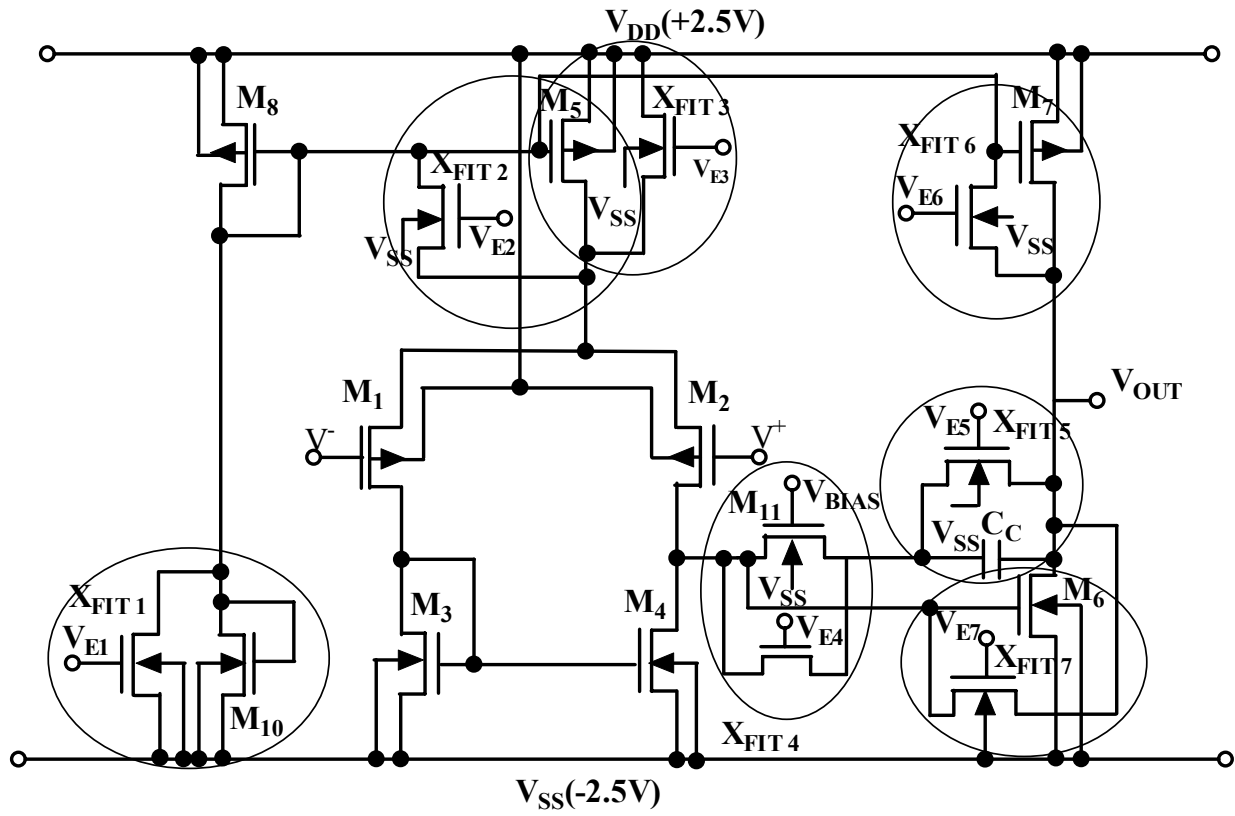 V_DD(+2.5V)
M_8
M_5
X_FIT 3
M_7
X_FIT 2
X_FIT 6
V_E3
V_E6
V_SS
V_SS
V_E2
V_SS
M_1
M_2
V_OUT
V^-
V^+
V_E5
X_FIT 5
V_BIAS
M_11
V_SS
C_C
X_FIT 1
V_SS
M_6
M_3
M_4
V_E1
V_E4
V_E7
X_FIT 7
M_10
X_FIT 4
V_SS(-2.5V)